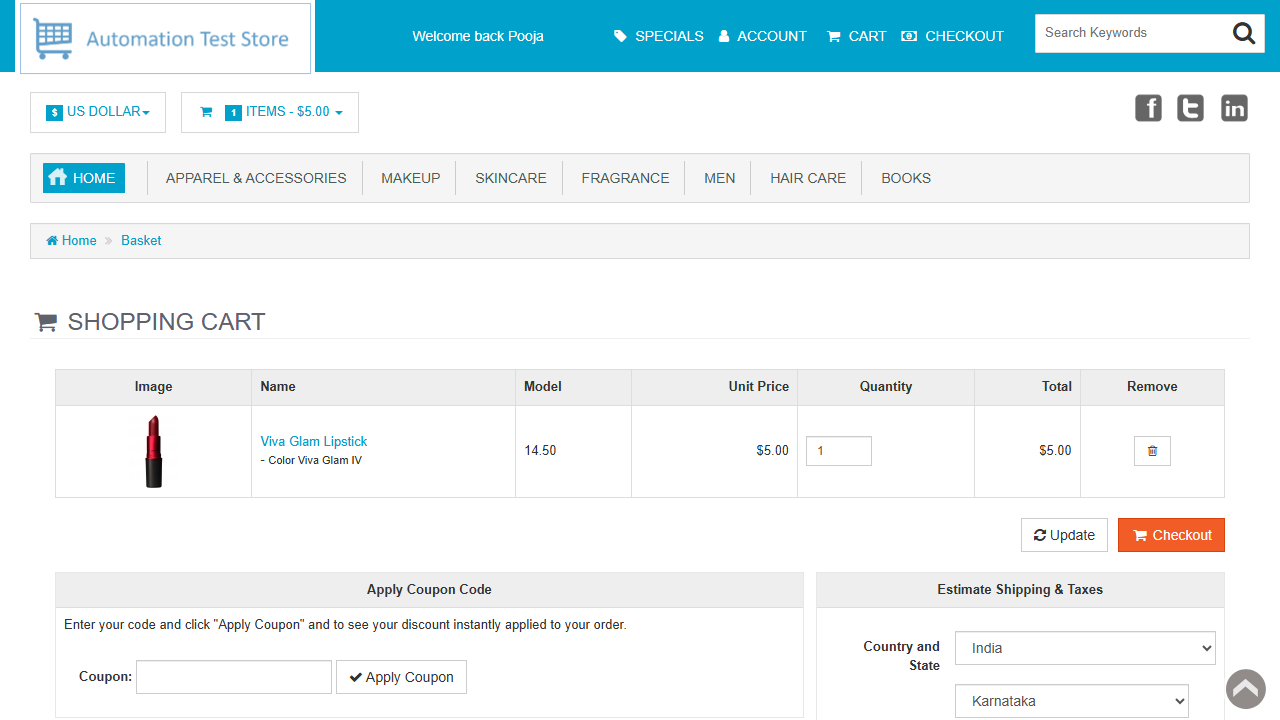 Automation Test Store
Welcome back Pooja
SPECIALS ACCOUNT CART CHECKOUT
Search Keywords
$ US DOLLAR
1 ITEMS - $5.00
f t in
HOME APPAREL & ACCESSORIES MAKEUP SKINCARE FRAGRANCE MEN HAIR CARE BOOKS
Home » Basket
SHOPPING CART
Image Name Model Unit Price Quantity Total Remove
Viva Glam Lipstick
- Color Viva Glam IV
14.50 $5.00 1 $5.00
Update Checkout
Apply Coupon Code
Enter your code and click "Apply Coupon" and to see your discount instantly applied to your order.
Coupon: Apply Coupon
Estimate Shipping & Taxes
Country and
State
India
Karnataka